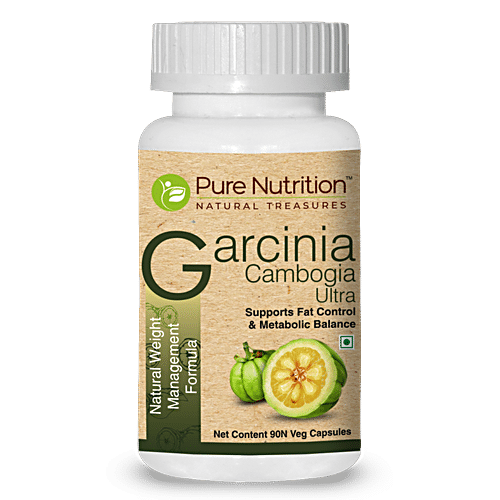 Pure Nutrition™
NATURAL TREASURES
Garcinia
Cambogia
Ultra
Supports Fat Control
& Metabolic Balance
Natural Weight
Management
Formula
Net Content 90N Veg Capsules